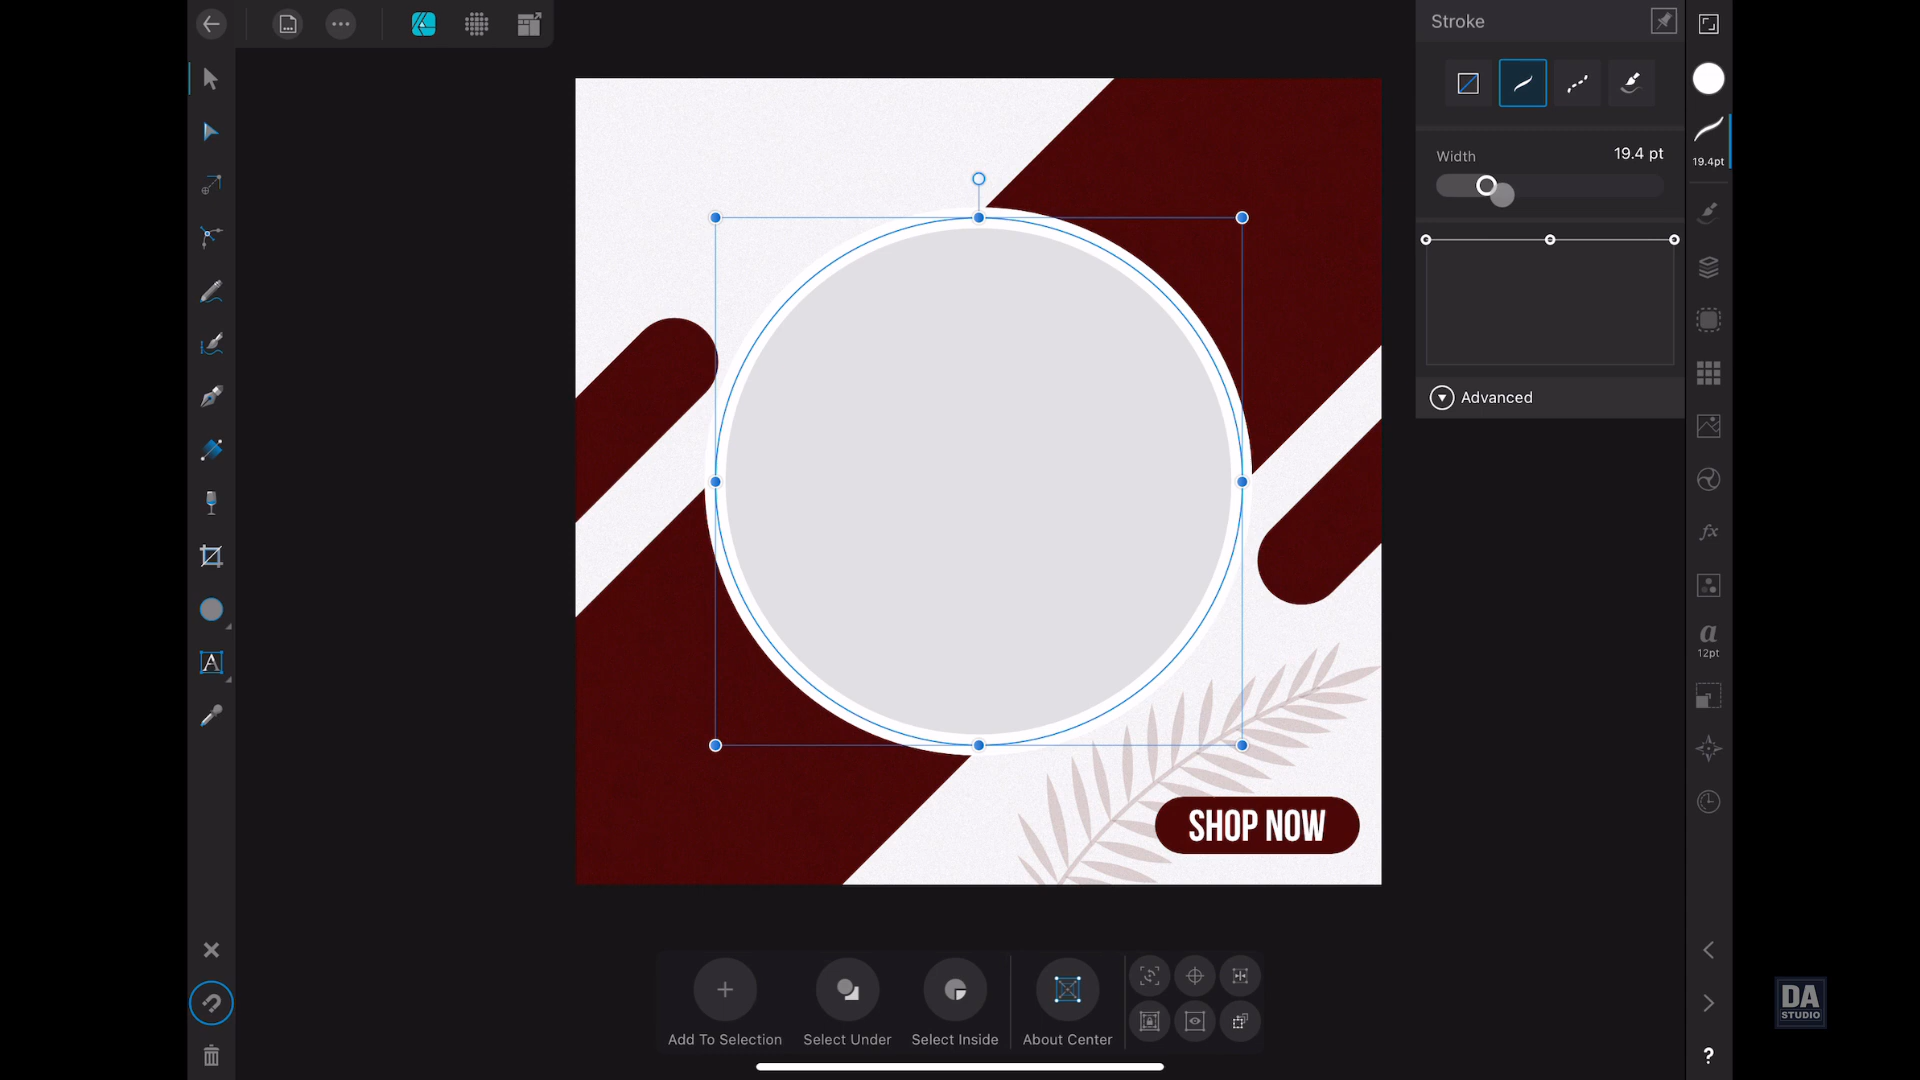 Stroke
Width
19.4 pt
19.4pt
Advanced
a
12pt
A
fx
SHOP NOW
Add To Selection
Select Under
Select Inside
About Center
?
DA
STUDIO